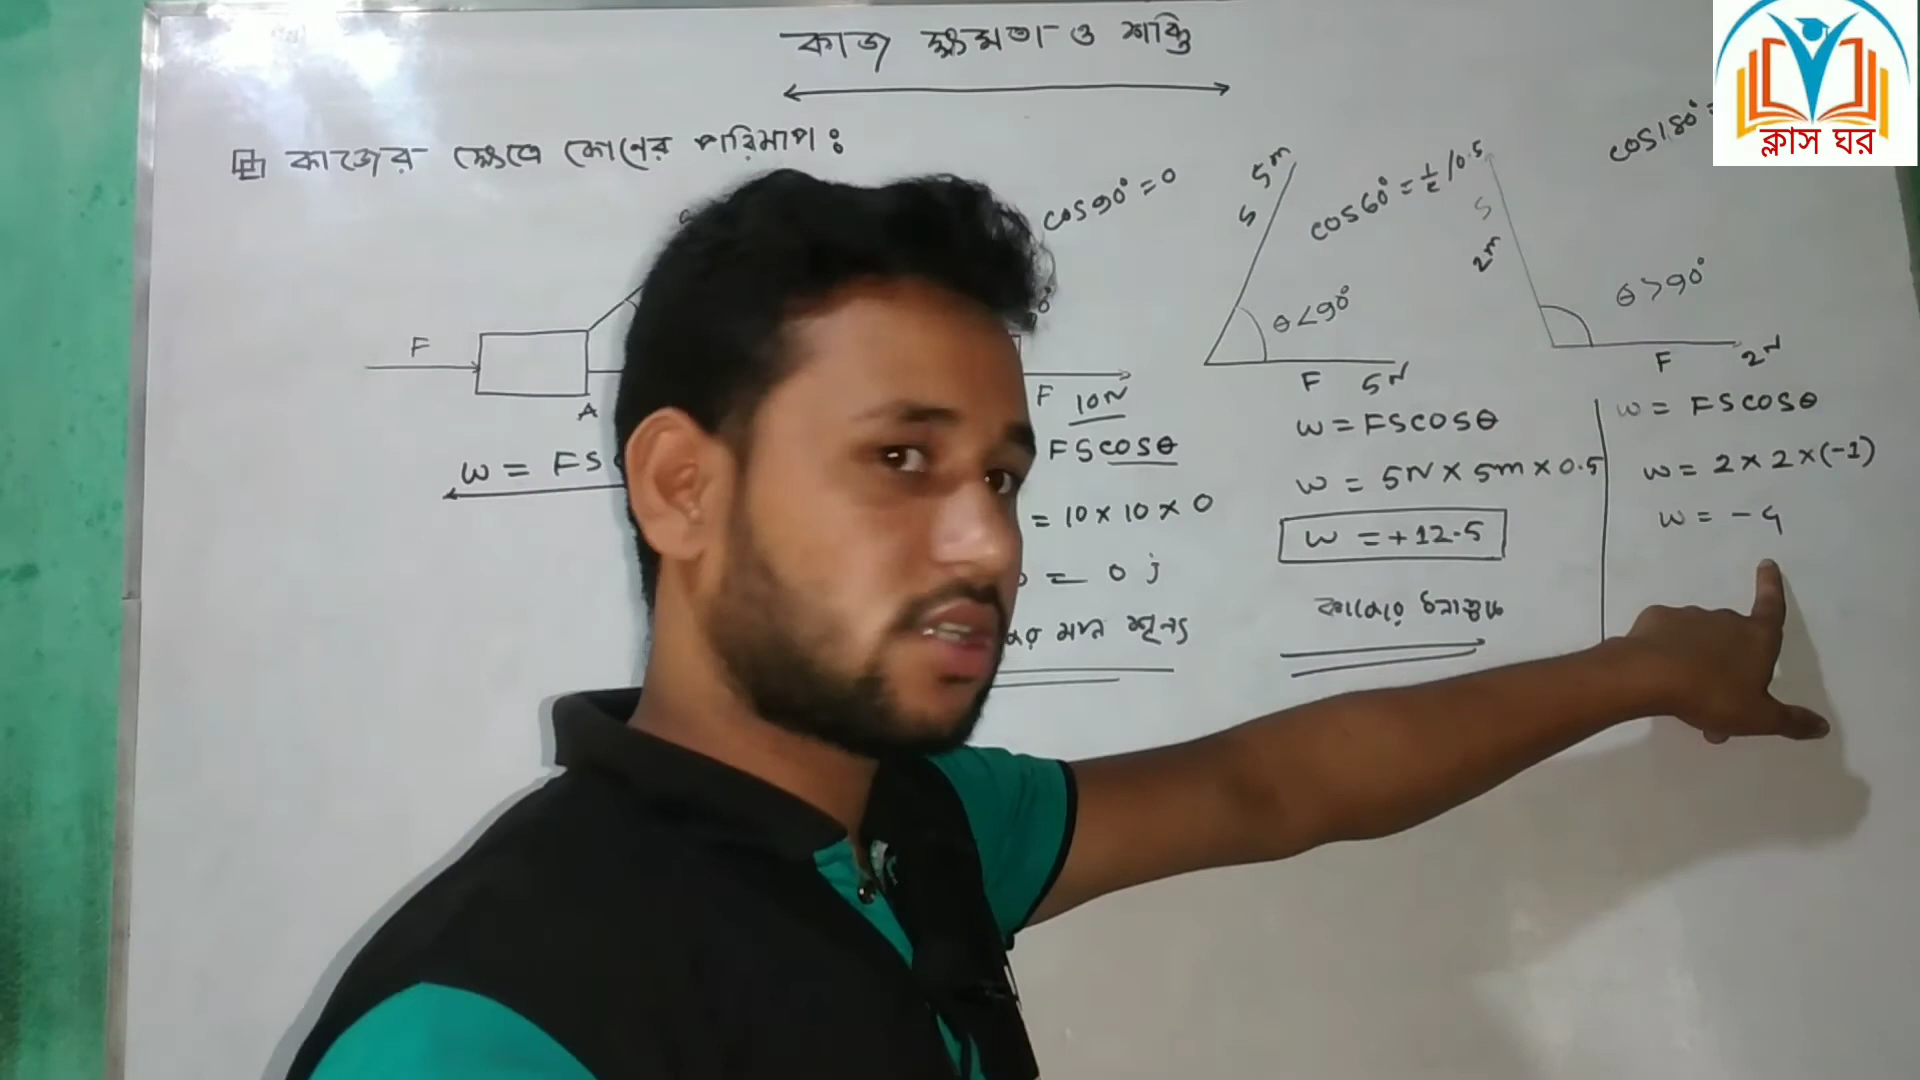 কাজ ক্ষমতা ও শক্তি
ক্লাস ঘর
কাজের ক্ষেত্রে কোণের পরিমাপ:
F
A
W = FS
cos90° = 0
F 10N
FScosθ
= 10 × 10 × 0
= 0 j
মান শূন্য
S 5m
cos60° = 1/2 / 0.5
θ<90°
F 5N
W = FScosθ
W = 5N × 5m × 0.5
W = +12.5
কাজের ধনাত্মক
cos180° =
S
2m
θ>90°
F 2N
W = FScosθ
W = 2 × 2 × (-1)
W = -4